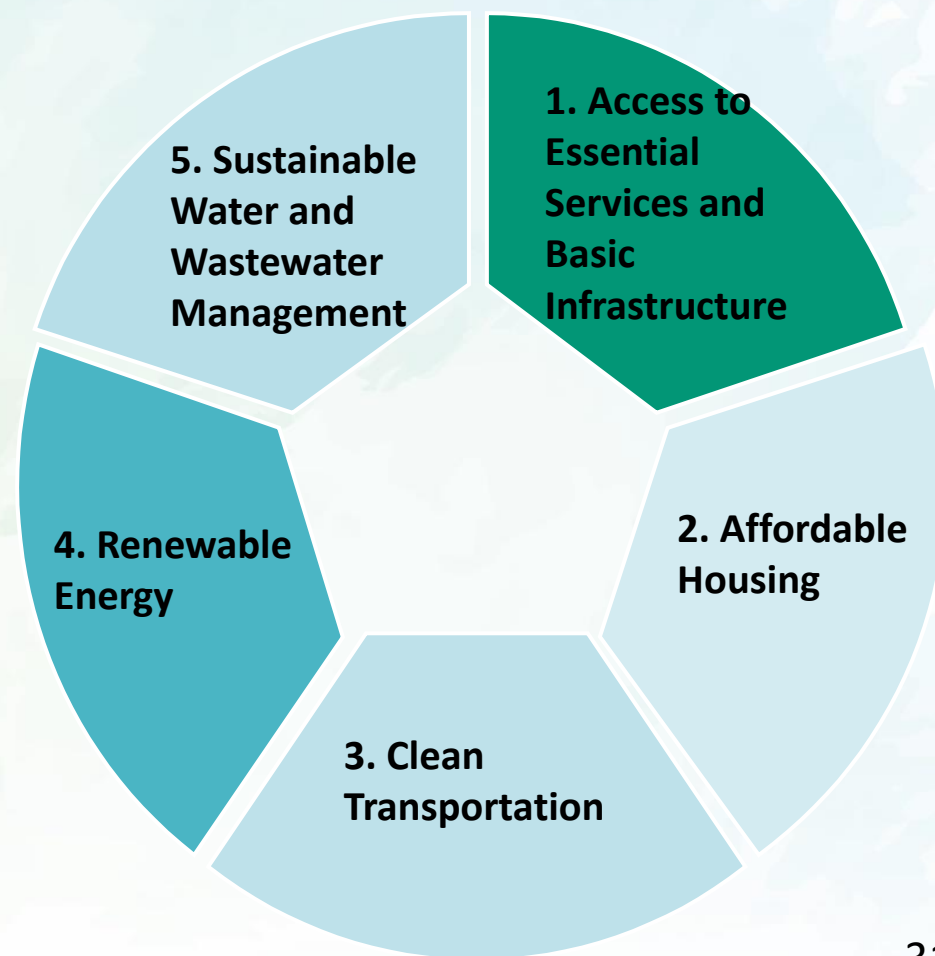 1. Access to
Essential
Services and
Basic
Infrastructure
2. Affordable
Housing
3. Clean
Transportation
4. Renewable
Energy
5. Sustainable
Water and
Wastewater
Management